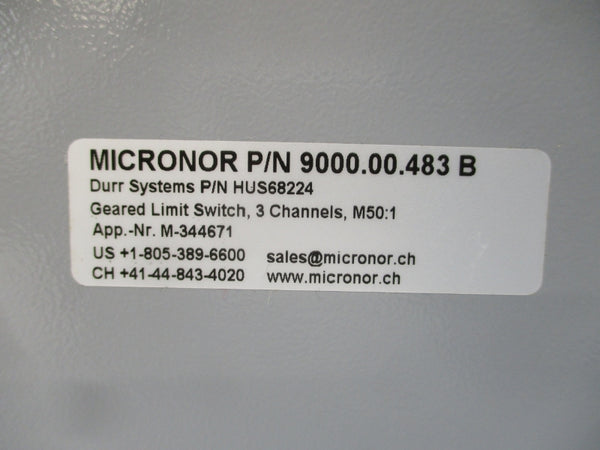 MICRONOR P/N 9000.00.483 B
Durr Systems P/N HUS68224
Geared Limit Switch, 3 Channels, M50:1
App.-Nr. M-344671
US +1-805-389-6600 sales@micronor.ch
CH +41-44-843-4020 www.micronor.ch